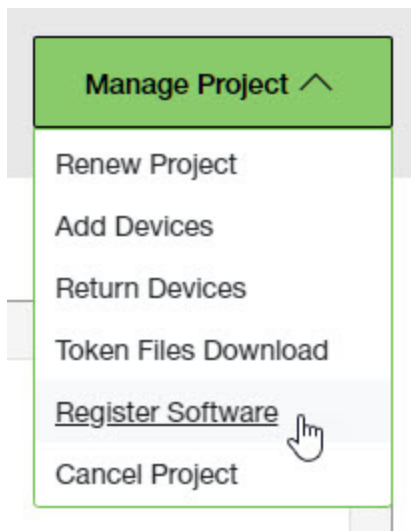 Manage Project
Renew Project
Add Devices
Return Devices
Token Files Download
Register Software
Cancel Project